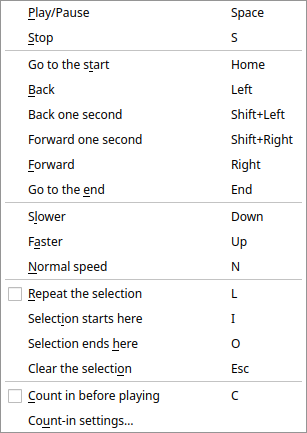 Play/Pause Space
Stop S
Go to the start Home
Back Left
Back one second Shift+Left
Forward one second Shift+Right
Forward Right
Go to the end End
Slower Down
Faster Up
Normal speed N
Repeat the selection L
Selection starts here I
Selection ends here O
Clear the selection Esc
Count in before playing C
Count-in settings...